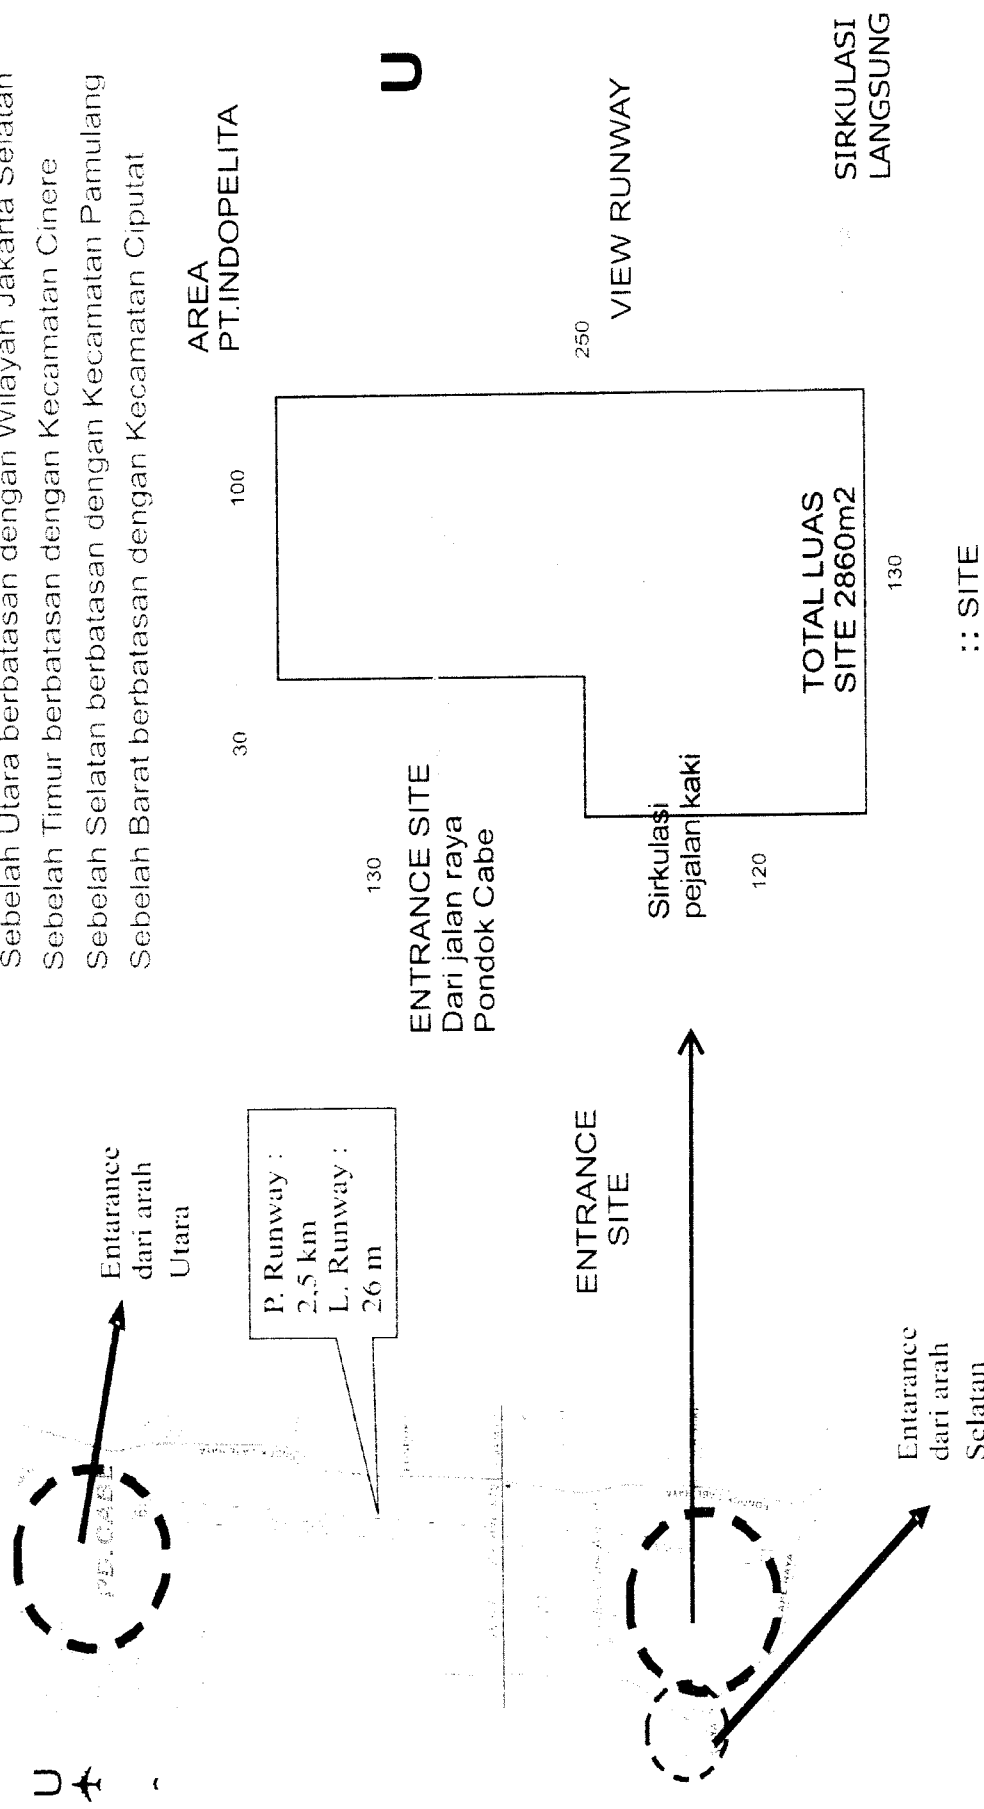 Sebelah Utara berbatasan dengan Wilayah Jakarta Selatan
Sebelah Timur berbatasan dengan Kecamatan Cinere
Sebelah Selatan berbatasan dengan Kecamatan Pamulang
Sebelah Barat berbatasan dengan Kecamatan Ciputat
U
PD. CABE
Entarance
dari arah
Utara
P. Runway :
2,5 km
L. Runway :
26 m
ENTRANCE
SITE
Entarance
dari arah
Selatan
AREA
PT.INDOPELITA
U
30
100
130
ENTRANCE SITE
Dari jalan raya
Pondok Cabe
250
VIEW RUNWAY
Sirkulasi
pejalan kaki
120
TOTAL LUAS
SITE 2860m2
130
SIRKULASI
LANGSUNG
:: SITE